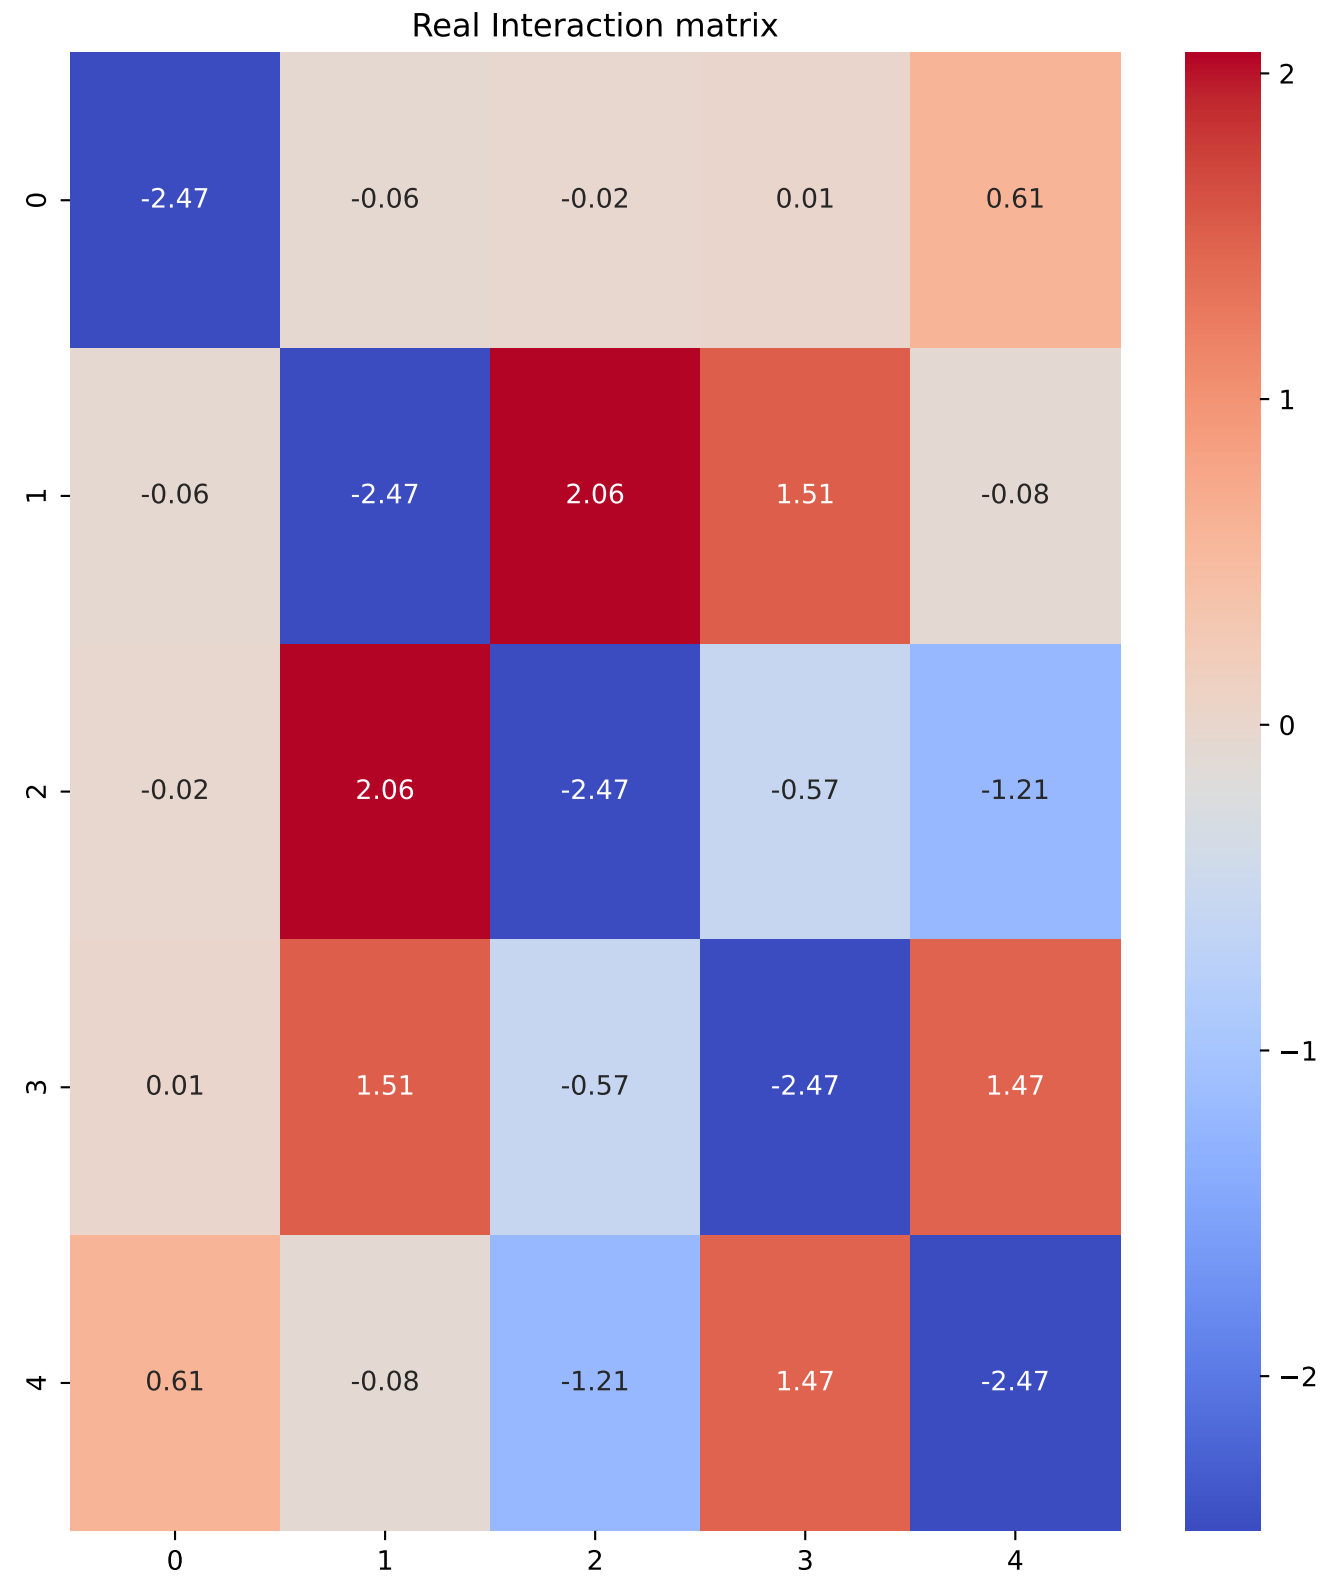 Real Interaction matrix
0 -2.47 -0.06 -0.02 0.01 0.61
1 -0.06 -2.47 2.06 1.51 -0.08
2 -0.02 2.06 -2.47 -0.57 -1.21
3 0.01 1.51 -0.57 -2.47 1.47
4 0.61 -0.08 -1.21 1.47 -2.47
0 1 2 3 4
2
1
0
−1
−2